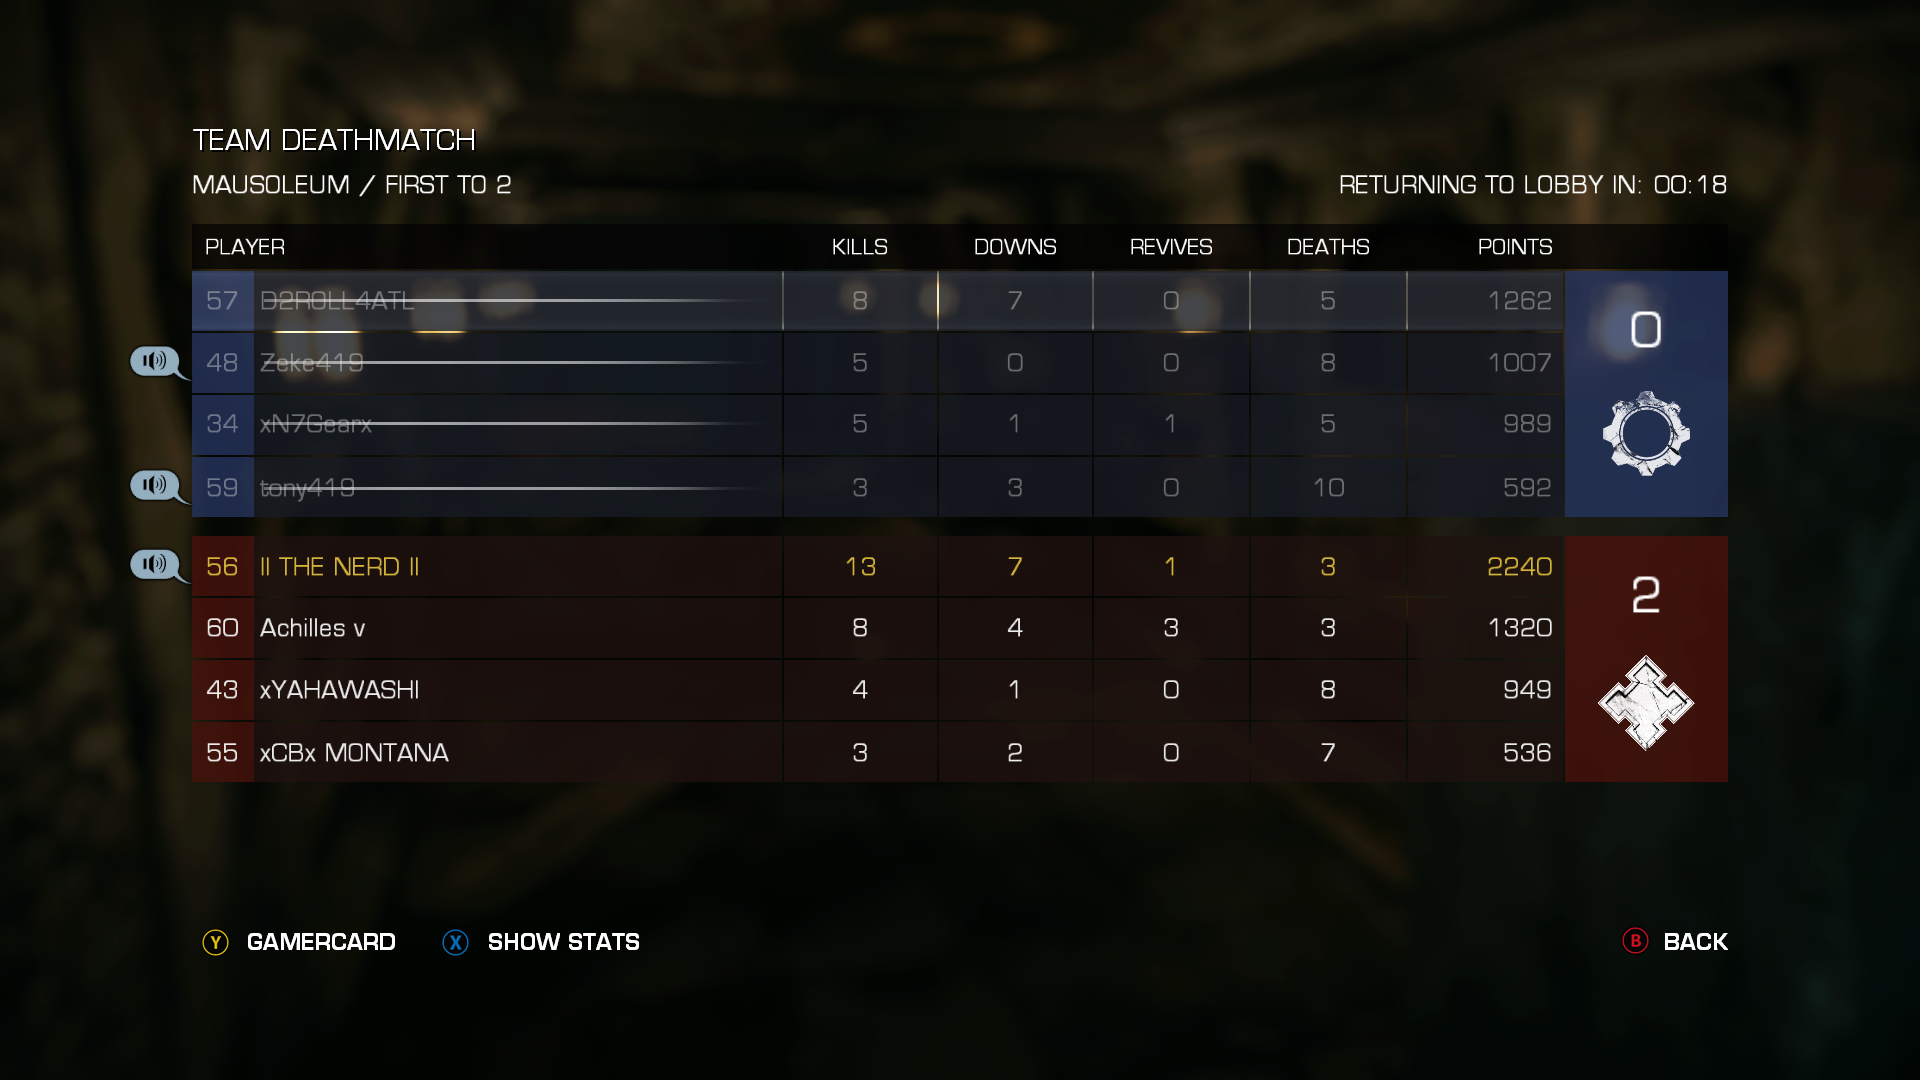 TEAM DEATHMATCH
MAUSOLEUM / FIRST TO 2 RETURNING TO LOBBY IN: 00:18
PLAYER KILLS DOWNS REVIVES DEATHS POINTS
57 D2ROLL4ATL 8 7 0 5 1262
0
48 Zeke419 5 0 0 8 1007
34 xN7Gearx 5 1 1 5 989
59 tony419 3 3 0 10 592
56 II THE NERD II 13 7 1 3 2240
2
60 Achilles v 8 4 3 3 1320
43 xYAHAWASHI 4 1 0 8 949
55 xCBx MONTANA 3 2 0 7 536
Y GAMERCARD X SHOW STATS B BACK